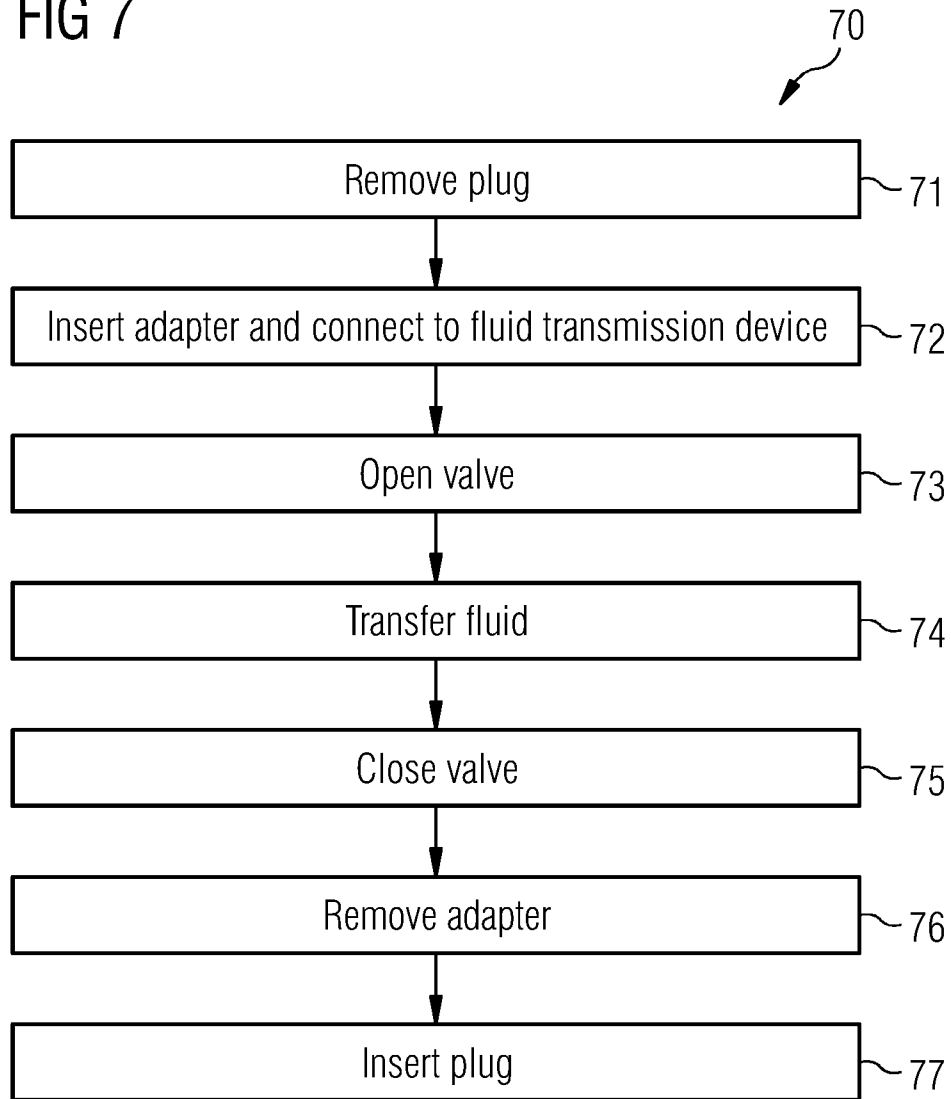 FIG 7
70
Remove plug
71
Insert adapter and connect to fluid transmission device
72
Open valve
73
Transfer fluid
74
Close valve
75
Remove adapter
76
Insert plug
77